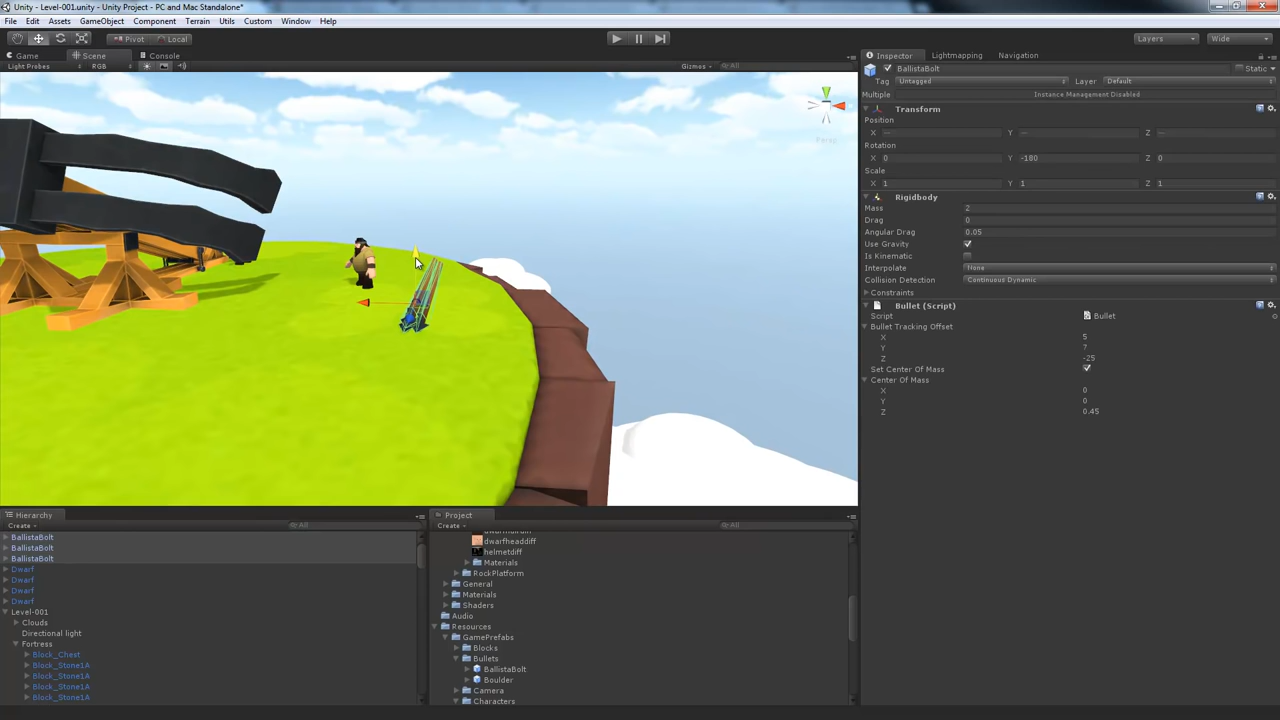 Unity - Level-001.unity - Unity Project - PC and Mac Standalone*
File Edit Assets GameObject Component Terrain Utils Custom Window Help
Pivot Local Layers Wide
Game Scene Console
Light Probes RGB Gizmos All
Persp
Inspector Lightmapping Navigation
BallistaBolt Static
Tag Untagged Layer Default
Multiple Instance Management Disabled
Transform
Position
X — Y — Z —
Rotation
X 0 Y -180 Z 0
Scale
X 1 Y 1 Z 1
Rigidbody
Mass 2
Drag 0
Angular Drag 0.05
Use Gravity
Is Kinematic
Interpolate None
Collision Detection Continuous Dynamic
Constraints
Bullet (Script)
Script Bullet
Bullet Tracking Offset
X 5
Y 7
Z -25
Set Center Of Mass
Center Of Mass
X 0
Y 0
Z 0.45
Hierarchy
Create All
BallistaBolt
BallistaBolt
BallistaBolt
Dwarf
Dwarf
Dwarf
Dwarf
Level-001
Clouds
Directional light
Fortress
Block_Chest
Block_Stone1A
Block_Stone1A
Block_Stone1A
Block_Stone1A
Project
Create All
dwarfheaddiff
helmetdiff
Materials
RockPlatform
General
Materials
Shaders
Audio
Resources
GamePrefabs
Blocks
Bullets
BallistaBolt
Boulder
Camera
Characters